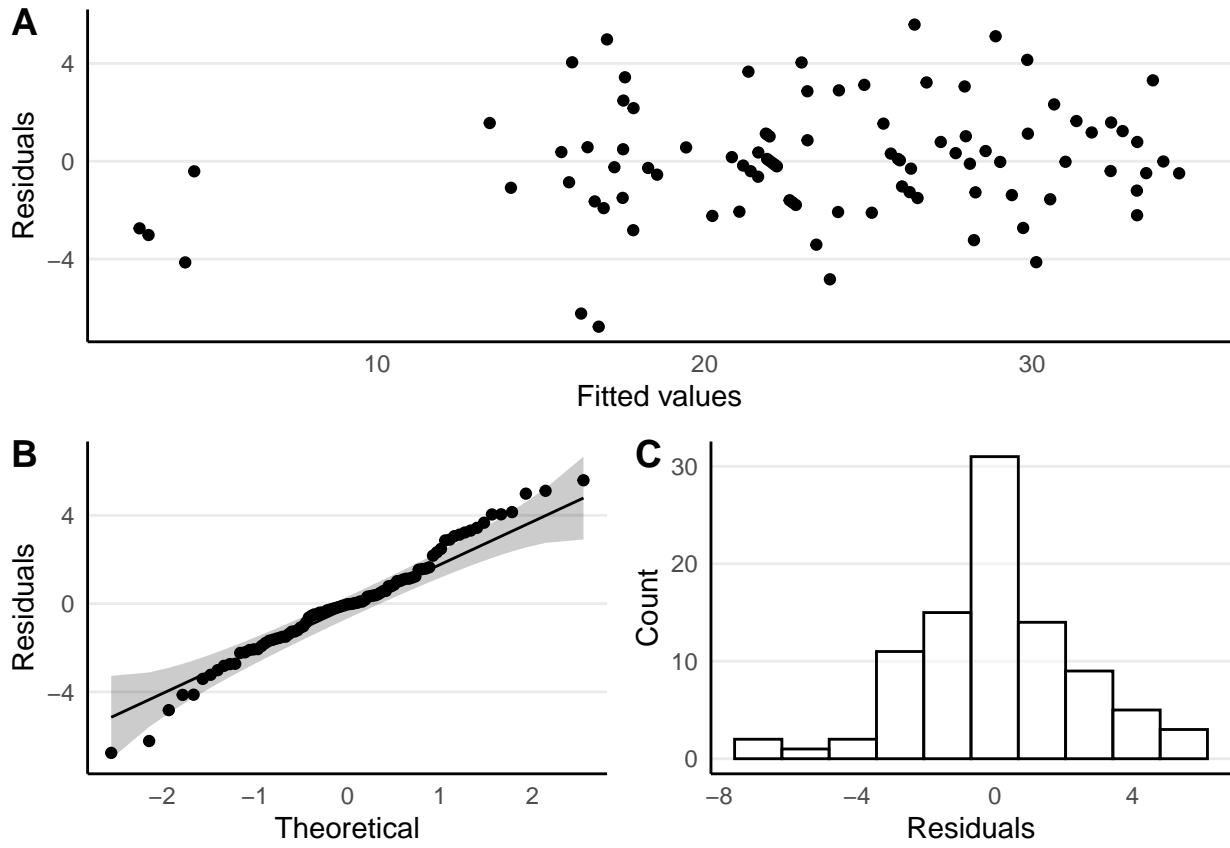 A
Residuals
4
0
−4
10 20 30
Fitted values
B
Residuals
4
0
−4
−2 −1 0 1 2
Theoretical
C
Count
30
20
10
0
−8 −4 0 4
Residuals